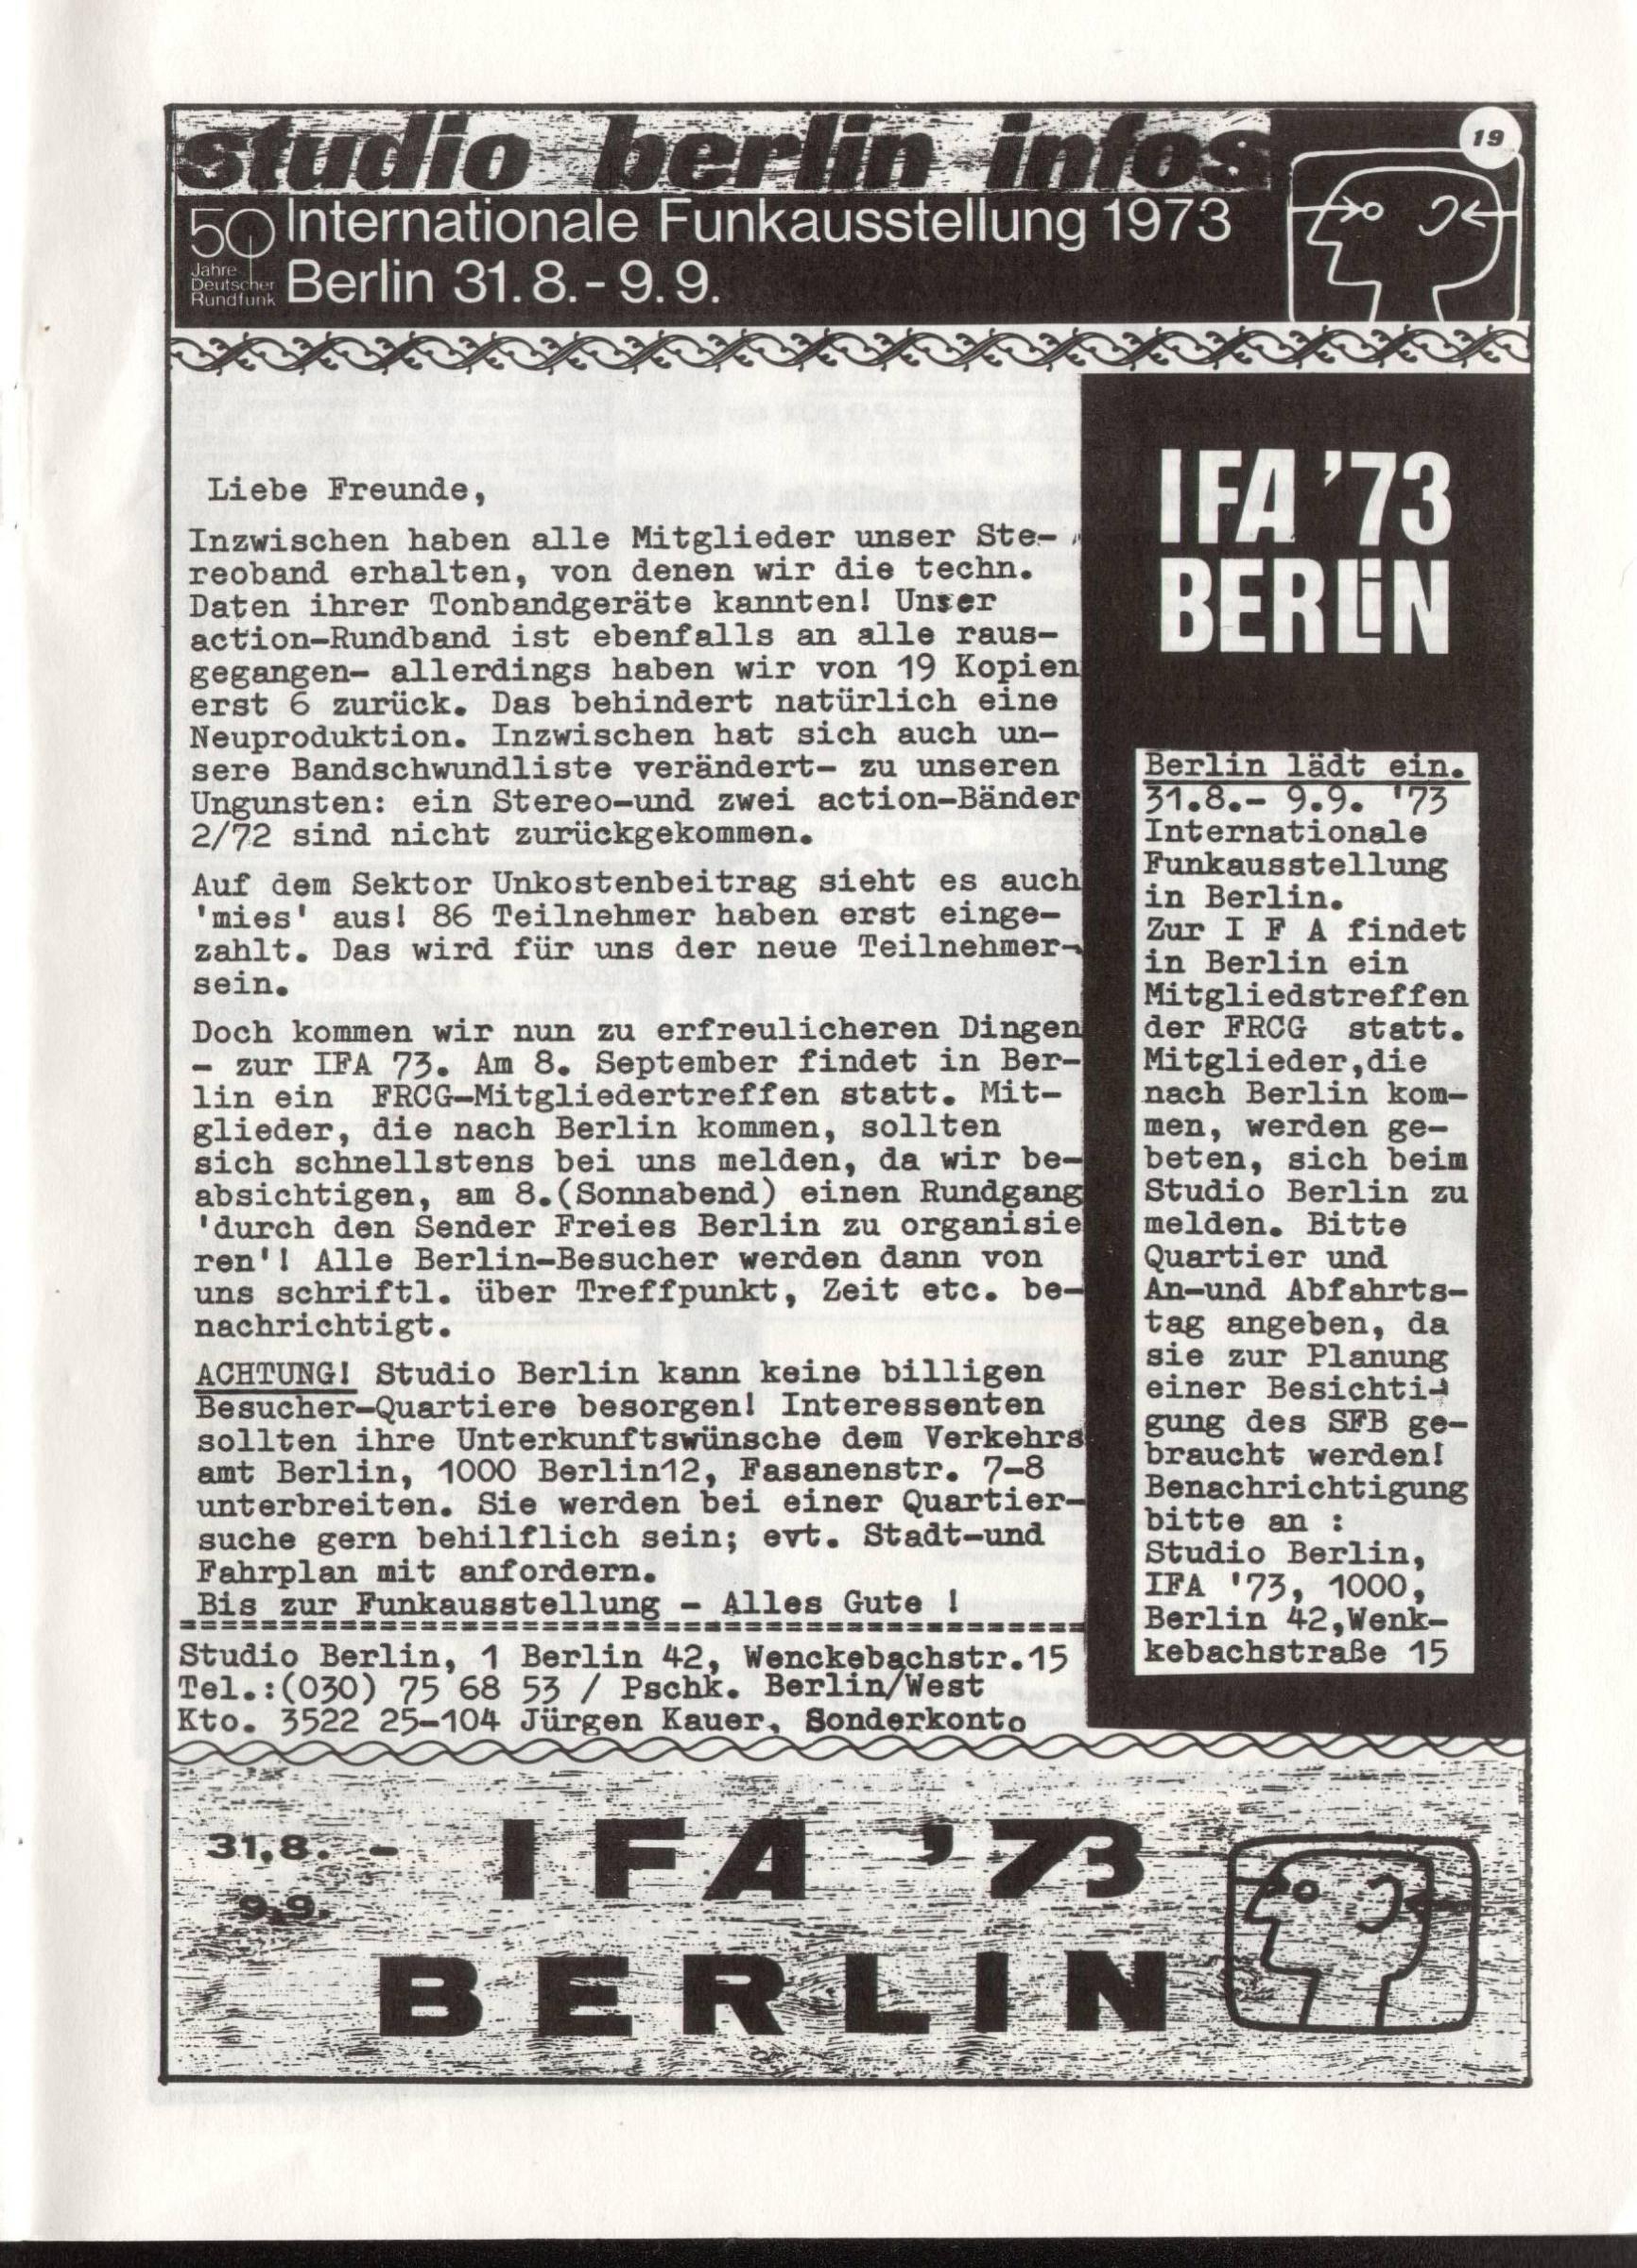 studio berlin infos
19
50 Jahre Deutscher Rundfunk
Internationale Funkausstellung 1973
Berlin 31.8.-9.9.
Liebe Freunde,
Inzwischen haben alle Mitglieder unser Ste-
reoband erhalten, von denen wir die techn.
Daten ihrer Tonbandgeräte kannten! Unser
action-Rundband ist ebenfalls an alle raus-
gegangen- allerdings haben wir von 19 Kopien
erst 6 zurück. Das behindert natürlich eine
Neuproduktion. Inzwischen hat sich auch un-
sere Bandschwundliste verändert- zu unseren
Ungunsten: ein Stereo-und zwei action-Bänder
2/72 sind nicht zurückgekommen.
Auf dem Sektor Unkostenbeitrag sieht es auch
'mies' aus! 86 Teilnehmer haben erst einge-
zahlt. Das wird für uns der neue Teilnehmer-
sein.
Doch kommen wir nun zu erfreulicheren Dingen
- zur IFA 73. Am 8. September findet in Ber-
lin ein FRCG-Mitgliedertreffen statt. Mit-
glieder, die nach Berlin kommen, sollten
sich schnellstens bei uns melden, da wir be-
absichtigen, am 8.(Sonnabend) einen Rundgang
'durch den Sender Freies Berlin zu organisie
ren'! Alle Berlin-Besucher werden dann von
uns schriftl. über Treffpunkt, Zeit etc. be-
nachrichtigt.
ACHTUNG! Studio Berlin kann keine billigen
Besucher-Quartiere besorgen! Interessenten
sollten ihre Unterkunftswünsche dem Verkehrs
amt Berlin, 1000 Berlin12, Fasanenstr. 7-8
unterbreiten. Sie werden bei einer Quartier-
suche gern behilflich sein; evt. Stadt-und
Fahrplan mit anfordern.
Bis zur Funkausstellung - Alles Gute !
Studio Berlin, 1 Berlin 42, Wenckebachstr.15
Tel.:(030) 75 68 53 / Pschk. Berlin/West
Kto. 3522 25-104 Jürgen Kauer, Sonderkonto
IFA '73
BERLiN
Berlin lädt ein.
31.8.- 9.9. '73
Internationale
Funkausstellung
in Berlin.
Zur I F A findet
in Berlin ein
Mitgliedstreffen
der FRCG statt.
Mitglieder,die
nach Berlin kom-
men, werden ge-
beten, sich beim
Studio Berlin zu
melden. Bitte
Quartier und
An-und Abfahrts-
tag angeben, da
sie zur Planung
einer Besichti-
gung des SFB ge-
braucht werden!
Benachrichtigung
bitte an :
Studio Berlin,
IFA '73, 1000,
Berlin 42,Wenk-
kebachstraße 15
31.8. -
9.9.
IFA '73
BERLIN